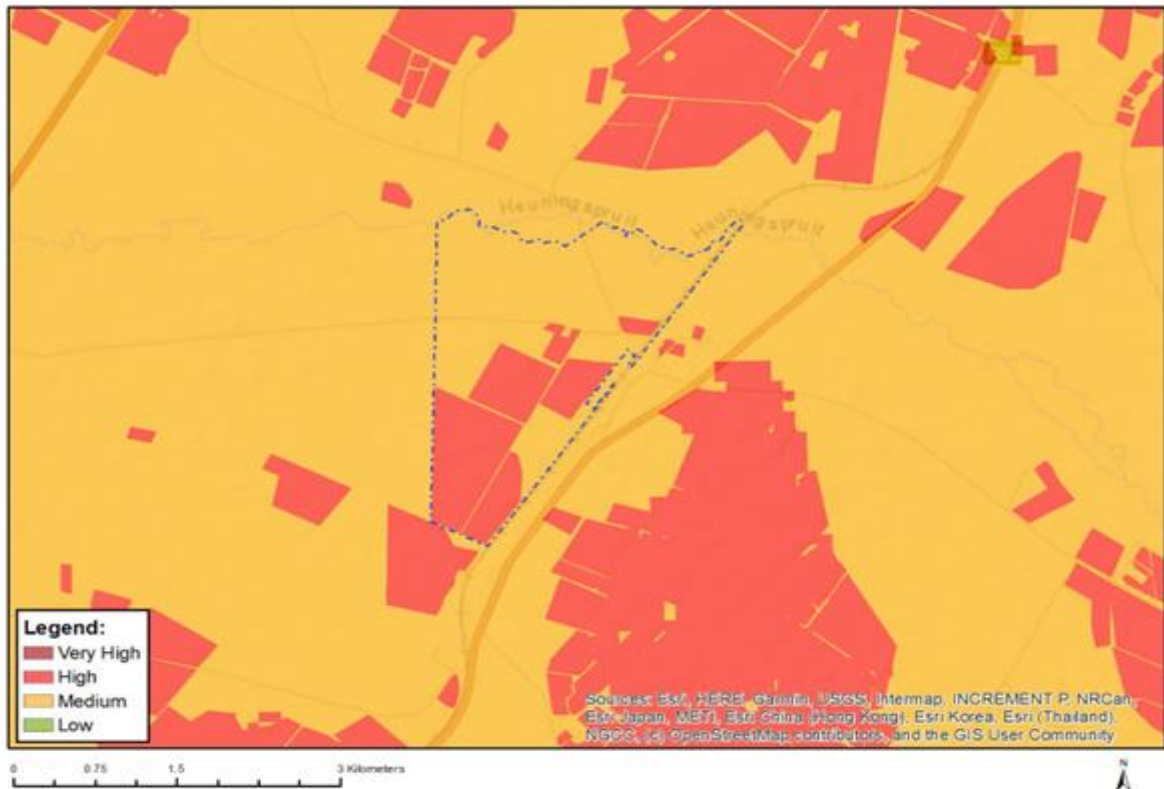 Heuningspruit
Heuningspruit
Legend:
Very High
High
Medium
Low
Sources: Esri, HERE, Garmin, USGS, Intermap, INCREMENT P, NRCan,
Esri Japan, METI, Esri China (Hong Kong), Esri Korea, Esri (Thailand),
NGCC, (c) OpenStreetMap contributors, and the GIS User Community
0 0.75 1.5 3 Kilometers
N